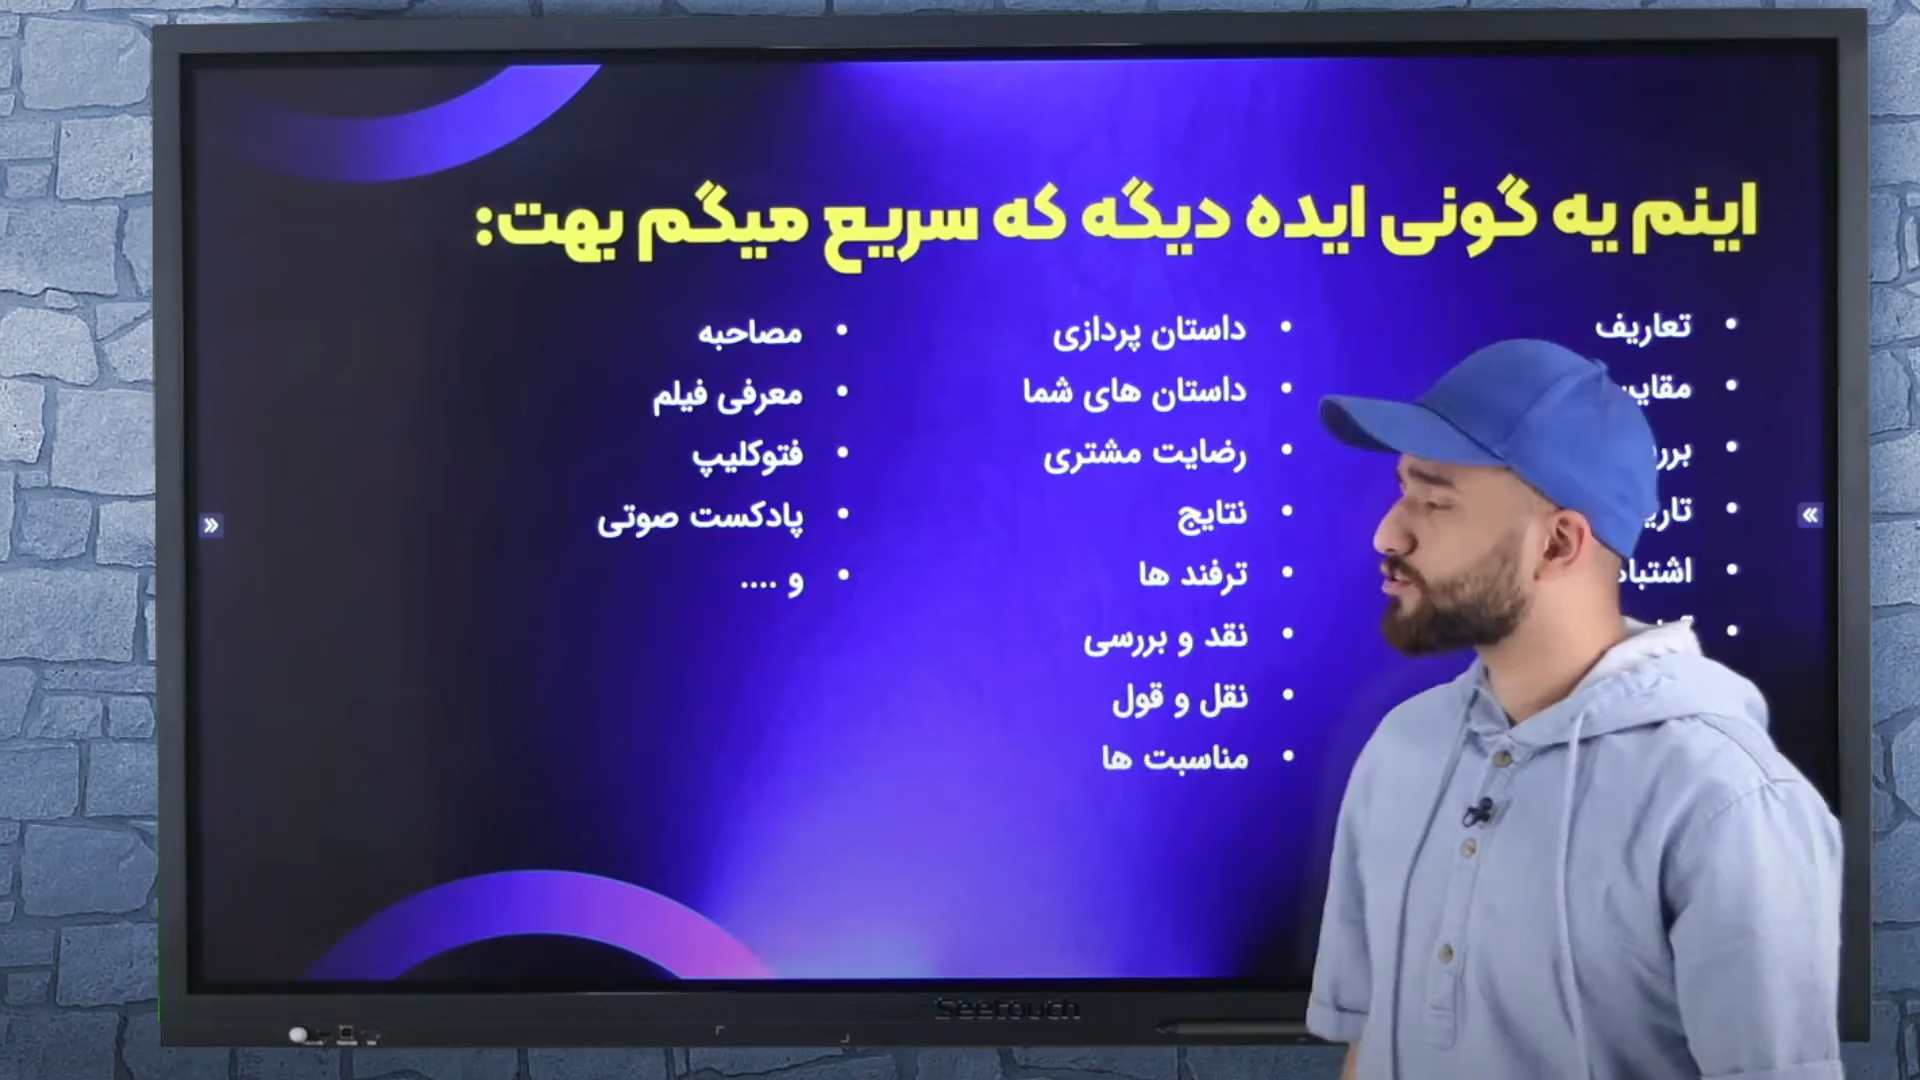 اینم یه گونی ایده دیگه که سریع میگم بهت:
• تعاریف
•
•
•
•
•
• داستان پردازی
• داستان های شما
• رضایت مشتری
• نتایج
• ترفند ها
• نقد و بررسی
• نقل و قول
• مناسبت ها
• مصاحبه
• معرفی فیلم
• فتوکلیپ
• پادکست صوتی
• و ....
Seetouch